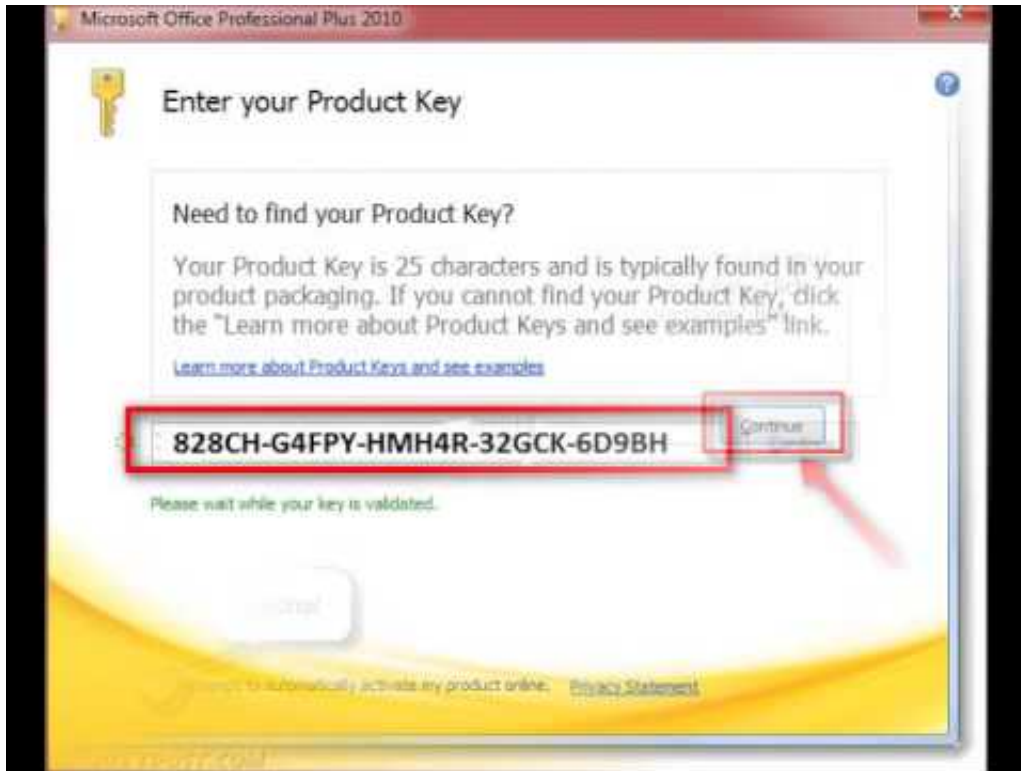 Microsoft Office Professional Plus 2010
Enter your Product Key
Need to find your Product Key?
Your Product Key is 25 characters and is typically found in your
product packaging. If you cannot find your Product Key, click
the "Learn more about Product Keys and see examples" link.
Learn more about Product Keys and see examples
828CH-G4FPY-HMH4R-32GCK-6D9BH
Continue
Please wait while your key is validated.
to automatically activate my product online. Privacy Statement